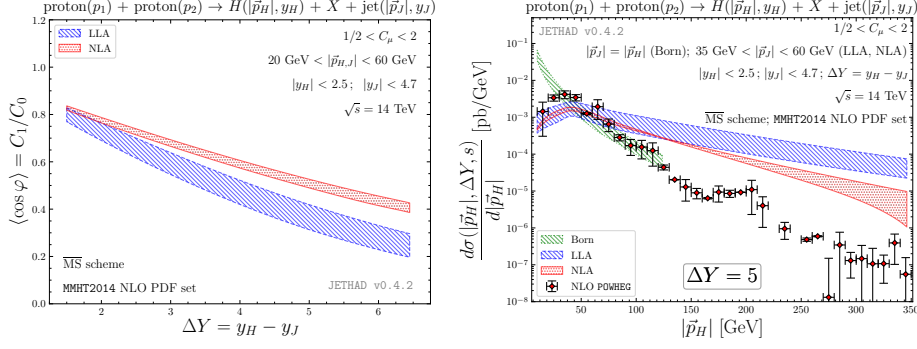 proton(p₁) + proton(p₂) → H(|p⃗_H|, y_H) + X + jet(|p⃗_J|, y_J)
LLA
NLA
1/2 < C_μ < 2
20 GeV < |p⃗_{H,J}| < 60 GeV
|y_H| < 2.5; |y_J| < 4.7
√s = 14 TeV
⟨cos φ⟩ = C₁/C₀
1.2
1.0
0.8
0.6
0.4
0.2
0.0
MS̅ scheme
MMHT2014 NLO PDF set
JETHAD v0.4.2
2 3 4 5 6
ΔY = y_H − y_J
proton(p₁) + proton(p₂) → H(|p⃗_H|, y_H) + X + jet(|p⃗_J|, y_J)
JETHAD v0.4.2
1/2 < C_μ < 2
|p⃗_J| = |p⃗_H| (Born); 35 GeV < |p⃗_J| < 60 GeV (LLA, NLA)
|y_H| < 2.5; |y_J| < 4.7; ΔY = y_H − y_J
√s = 14 TeV
MS̅ scheme; MMHT2014 NLO PDF set
dσ(|p⃗_H|, ΔY, s)/d|p⃗_H| [pb/GeV]
10⁻¹
10⁻²
10⁻³
10⁻⁴
10⁻⁵
10⁻⁶
10⁻⁷
10⁻⁸
Born
LLA
NLA
NLO POWHEG
ΔY = 5
0 50 100 150 200 250 300 350
|p⃗_H| [GeV]